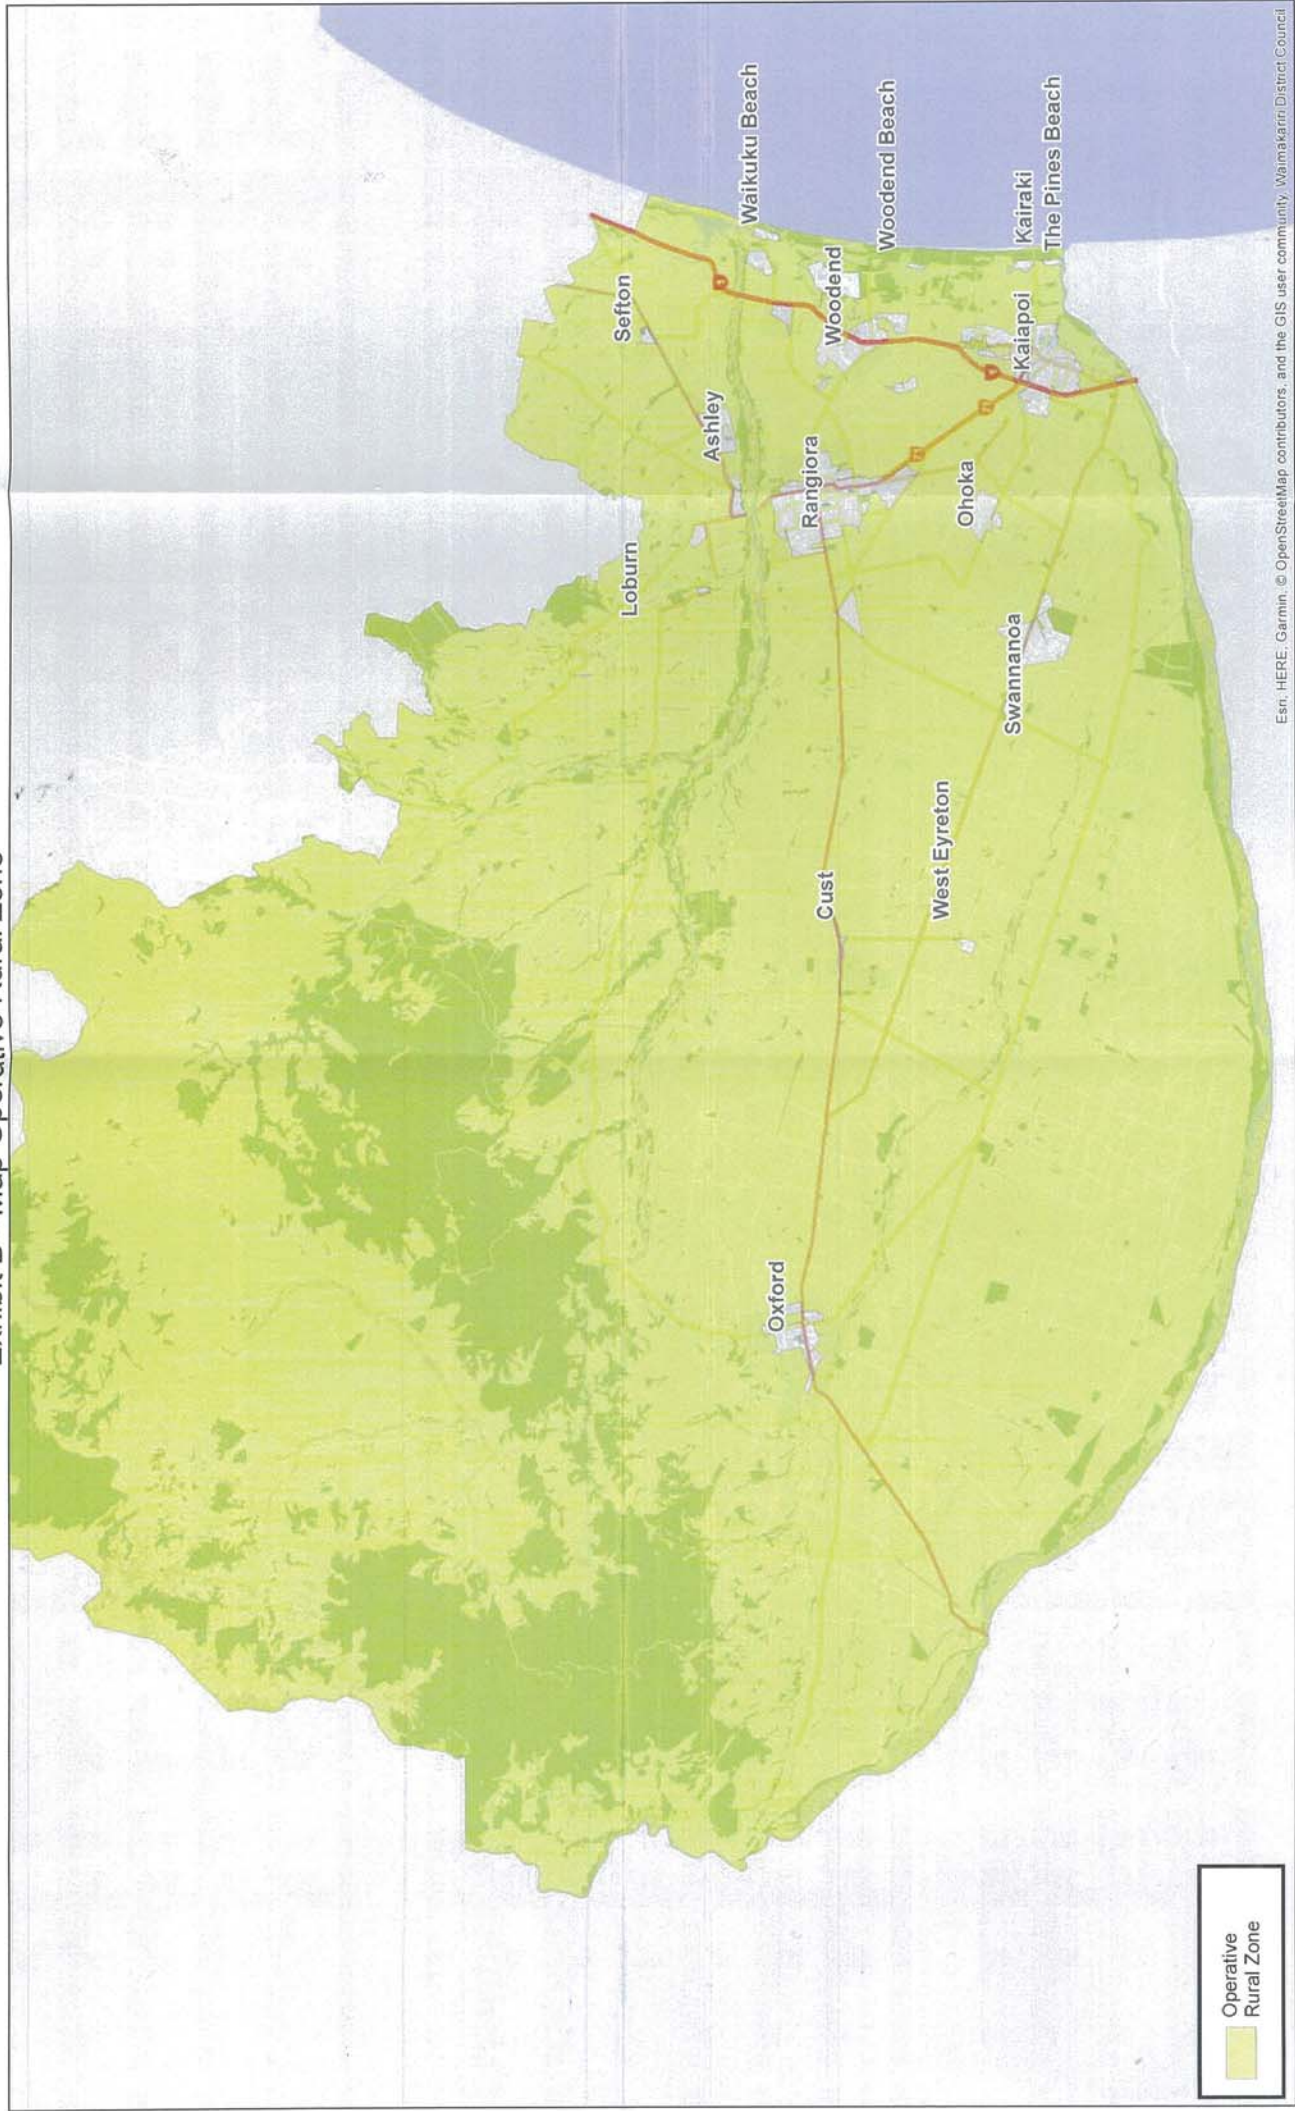 Waikuku Beach
Sefton
Woodend
Woodend Beach
Kairaki
The Pines Beach
Kaiapoi
Ashley
Rangiora
Ohoka
Loburn
Swannanoa
Cust
West Eyreton
Oxford
Operative
Rural Zone
Esri, HERE, Garmin, © OpenStreetMap contributors, and the GIS user community, Waimakariri District Council